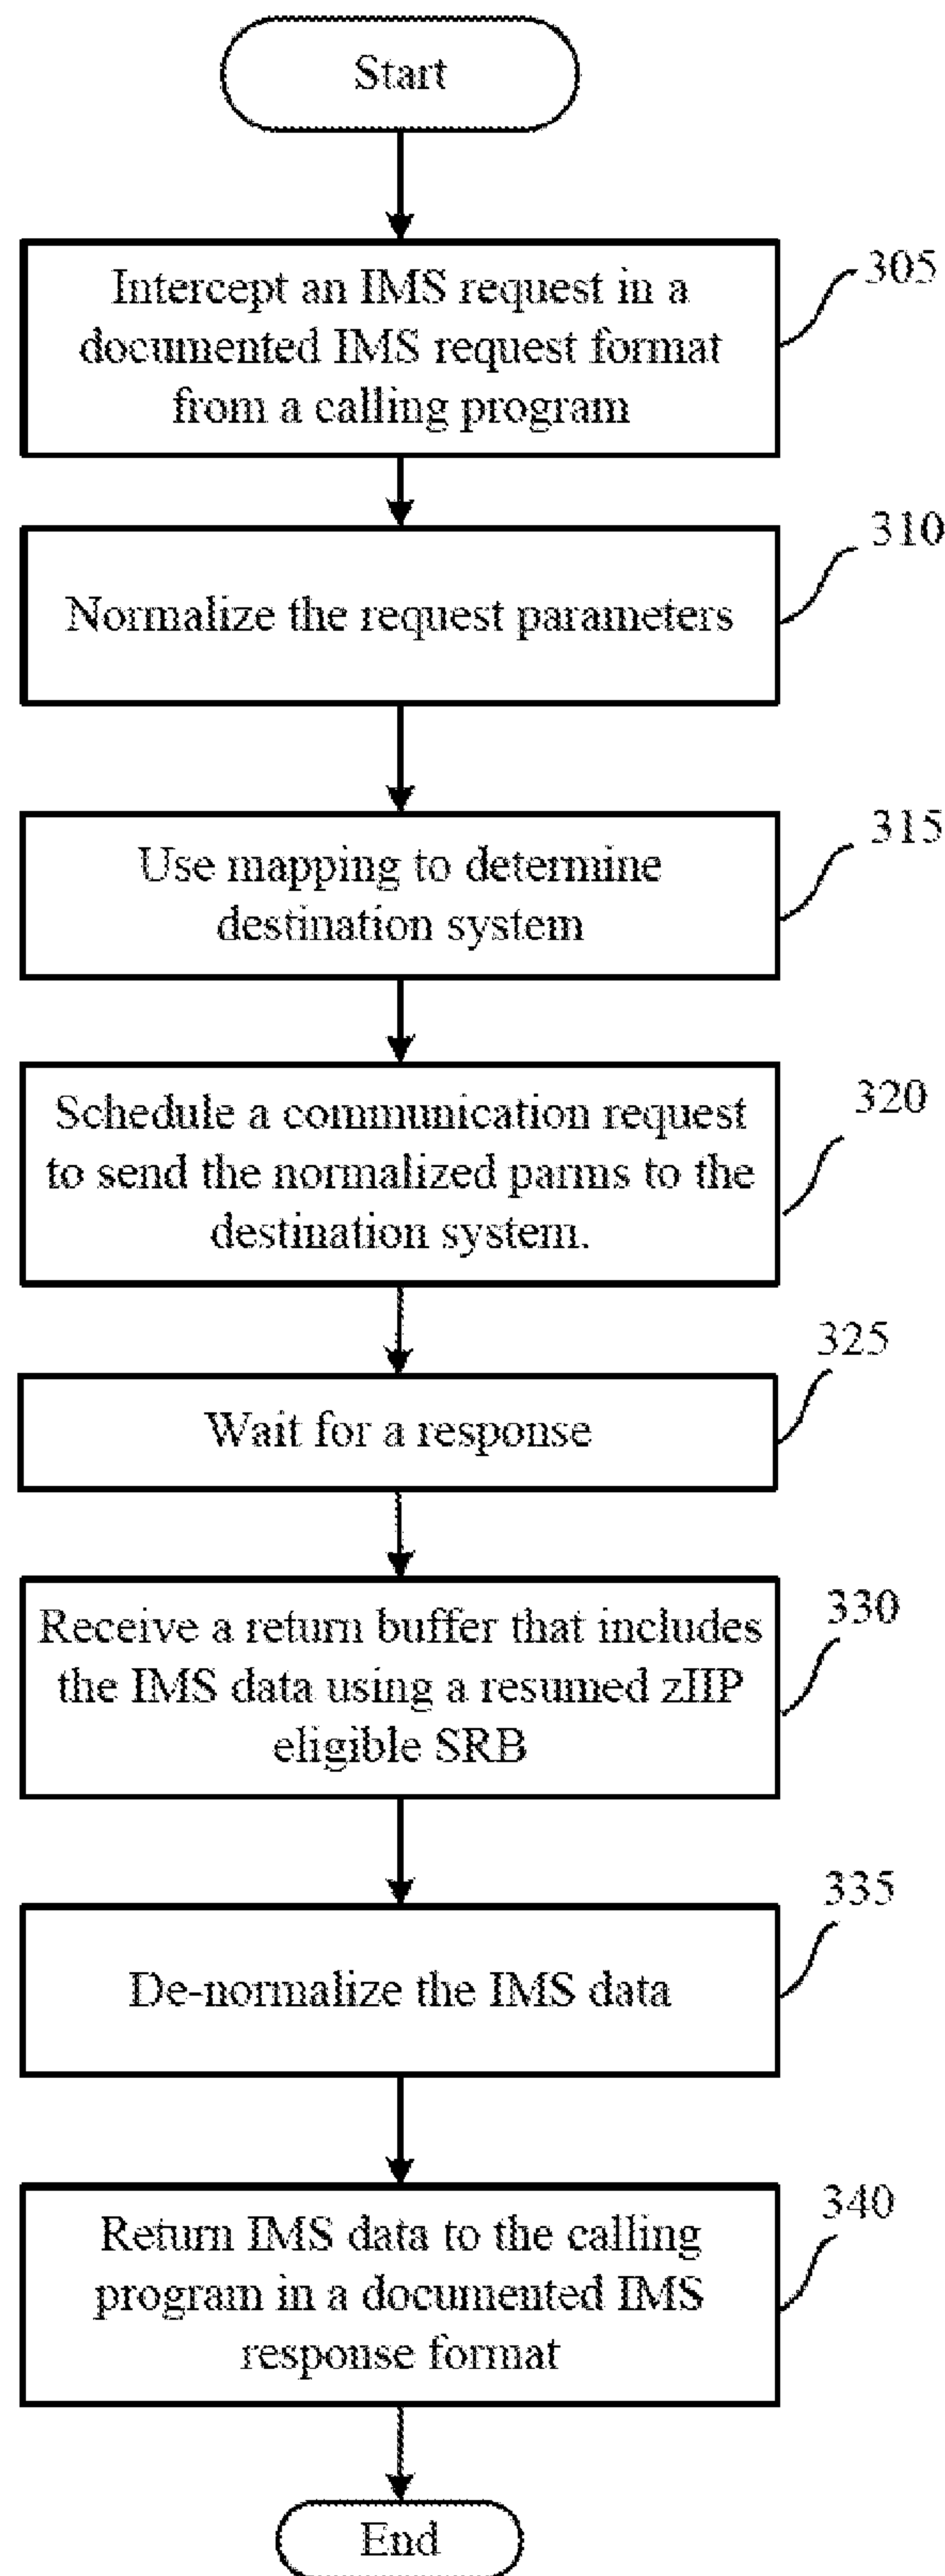 Start
Intercept an IMS request in a
documented IMS request format
from a calling program
305
Normalize the request parameters
310
Use mapping to determine
destination system
315
Schedule a communication request
to send the normalized parms to the
destination system.
320
Wait for a response
325
Receive a return buffer that includes
the IMS data using a resumed zIIP
eligible SRB
330
De-normalize the IMS data
335
Return IMS data to the calling
program in a documented IMS
response format
340
End